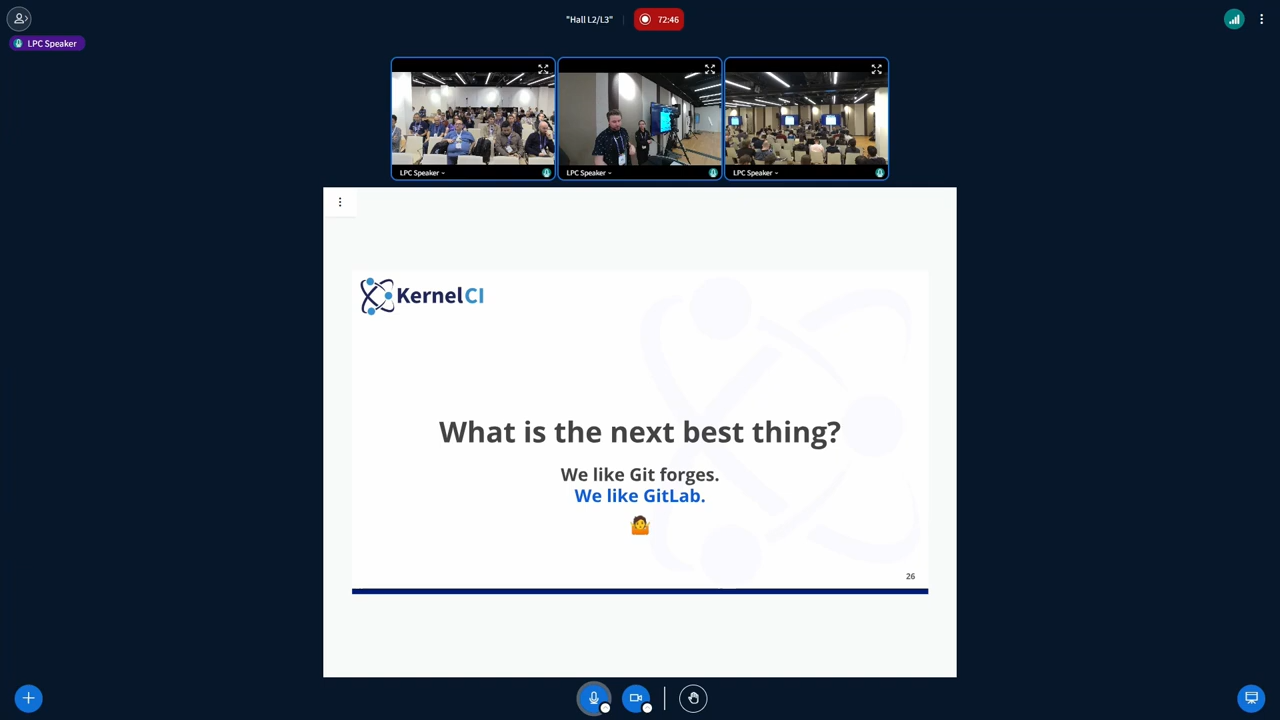 "Hall L2/L3"
72:46
LPC Speaker
LPC Speaker
LPC Speaker
LPC Speaker
KernelCI
What is the next best thing?
We like Git forges.
We like GitLab.
26